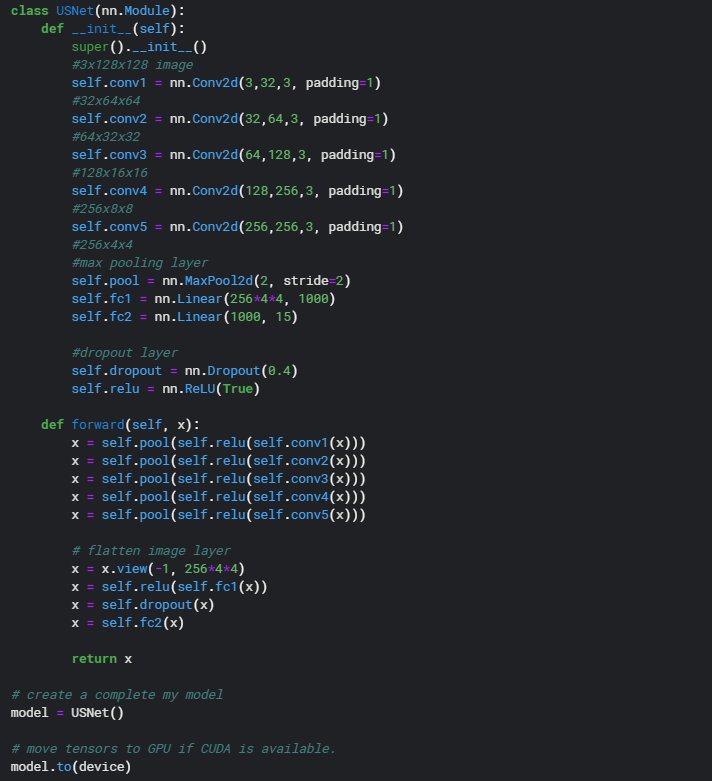 class USNet(nn.Module):
    def __init__(self):
        super().__init__()
        #3x128x128 image
        self.conv1 = nn.Conv2d(3,32,3, padding=1)
        #32x64x64
        self.conv2 = nn.Conv2d(32,64,3, padding=1)
        #64x32x32
        self.conv3 = nn.Conv2d(64,128,3, padding=1)
        #128x16x16
        self.conv4 = nn.Conv2d(128,256,3, padding=1)
        #256x8x8
        self.conv5 = nn.Conv2d(256,256,3, padding=1)
        #256x4x4
        #max pooling layer
        self.pool = nn.MaxPool2d(2, stride=2)
        self.fc1 = nn.Linear(256*4*4, 1000)
        self.fc2 = nn.Linear(1000, 15)

        #dropout layer
        self.dropout = nn.Dropout(0.4)
        self.relu = nn.ReLU(True)

    def forward(self, x):
        x = self.pool(self.relu(self.conv1(x)))
        x = self.pool(self.relu(self.conv2(x)))
        x = self.pool(self.relu(self.conv3(x)))
        x = self.pool(self.relu(self.conv4(x)))
        x = self.pool(self.relu(self.conv5(x)))

        # flatten image layer
        x = x.view(-1, 256*4*4)
        x = self.relu(self.fc1(x))
        x = self.dropout(x)
        x = self.fc2(x)

        return x

# create a complete my model
model = USNet()

# move tensors to GPU if CUDA is available.
model.to(device)